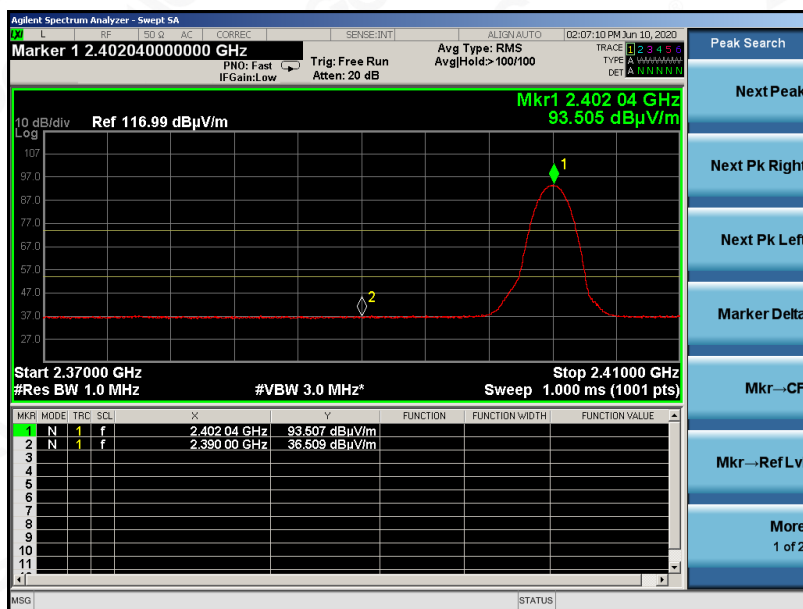 Agilent Spectrum Analyzer - Swept SA
LXI L RF 50 Ω AC CORREC SENSE:INT ALIGN AUTO 02:07:10 PM Jun 10, 2020
Marker 1 2.402040000000 GHz
PNO: Fast
IFGain:Low
Trig: Free Run
Atten: 20 dB
Avg Type: RMS
Avg|Hold:>100/100
TRACE 1 2 3 4 5 6
TYPE A WWWWW
DET A N N N N N
Mkr1 2.402 04 GHz
93.505 dBµV/m
10 dB/div Ref 116.99 dBµV/m
Log
107
97.0
87.0
77.0
67.0
57.0
47.0
37.0
27.0
1
2
Start 2.37000 GHz Stop 2.41000 GHz
#Res BW 1.0 MHz #VBW 3.0 MHz* Sweep 1.000 ms (1001 pts)
MKR MODE TRC SCL X Y FUNCTION FUNCTION WIDTH FUNCTION VALUE
1 N 1 f 2.402 04 GHz 93.507 dBµV/m
2 N 1 f 2.390 00 GHz 36.509 dBµV/m
3
4
5
6
7
8
9
10
11
MSG STATUS
Peak Search
Next Peak
Next Pk Right
Next Pk Left
Marker Delta
Mkr→CF
Mkr→Ref Lv
More
1 of 2